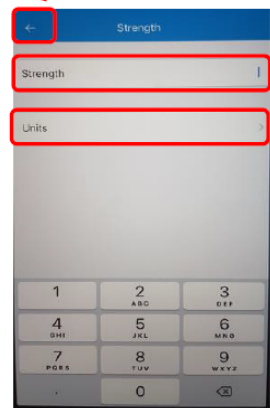 ← Strength
Strength
Units >
1 2 3
ABC DEF
4 5 6
GHI JKL MNO
7 8 9
PQRS TUV WXYZ
. 0